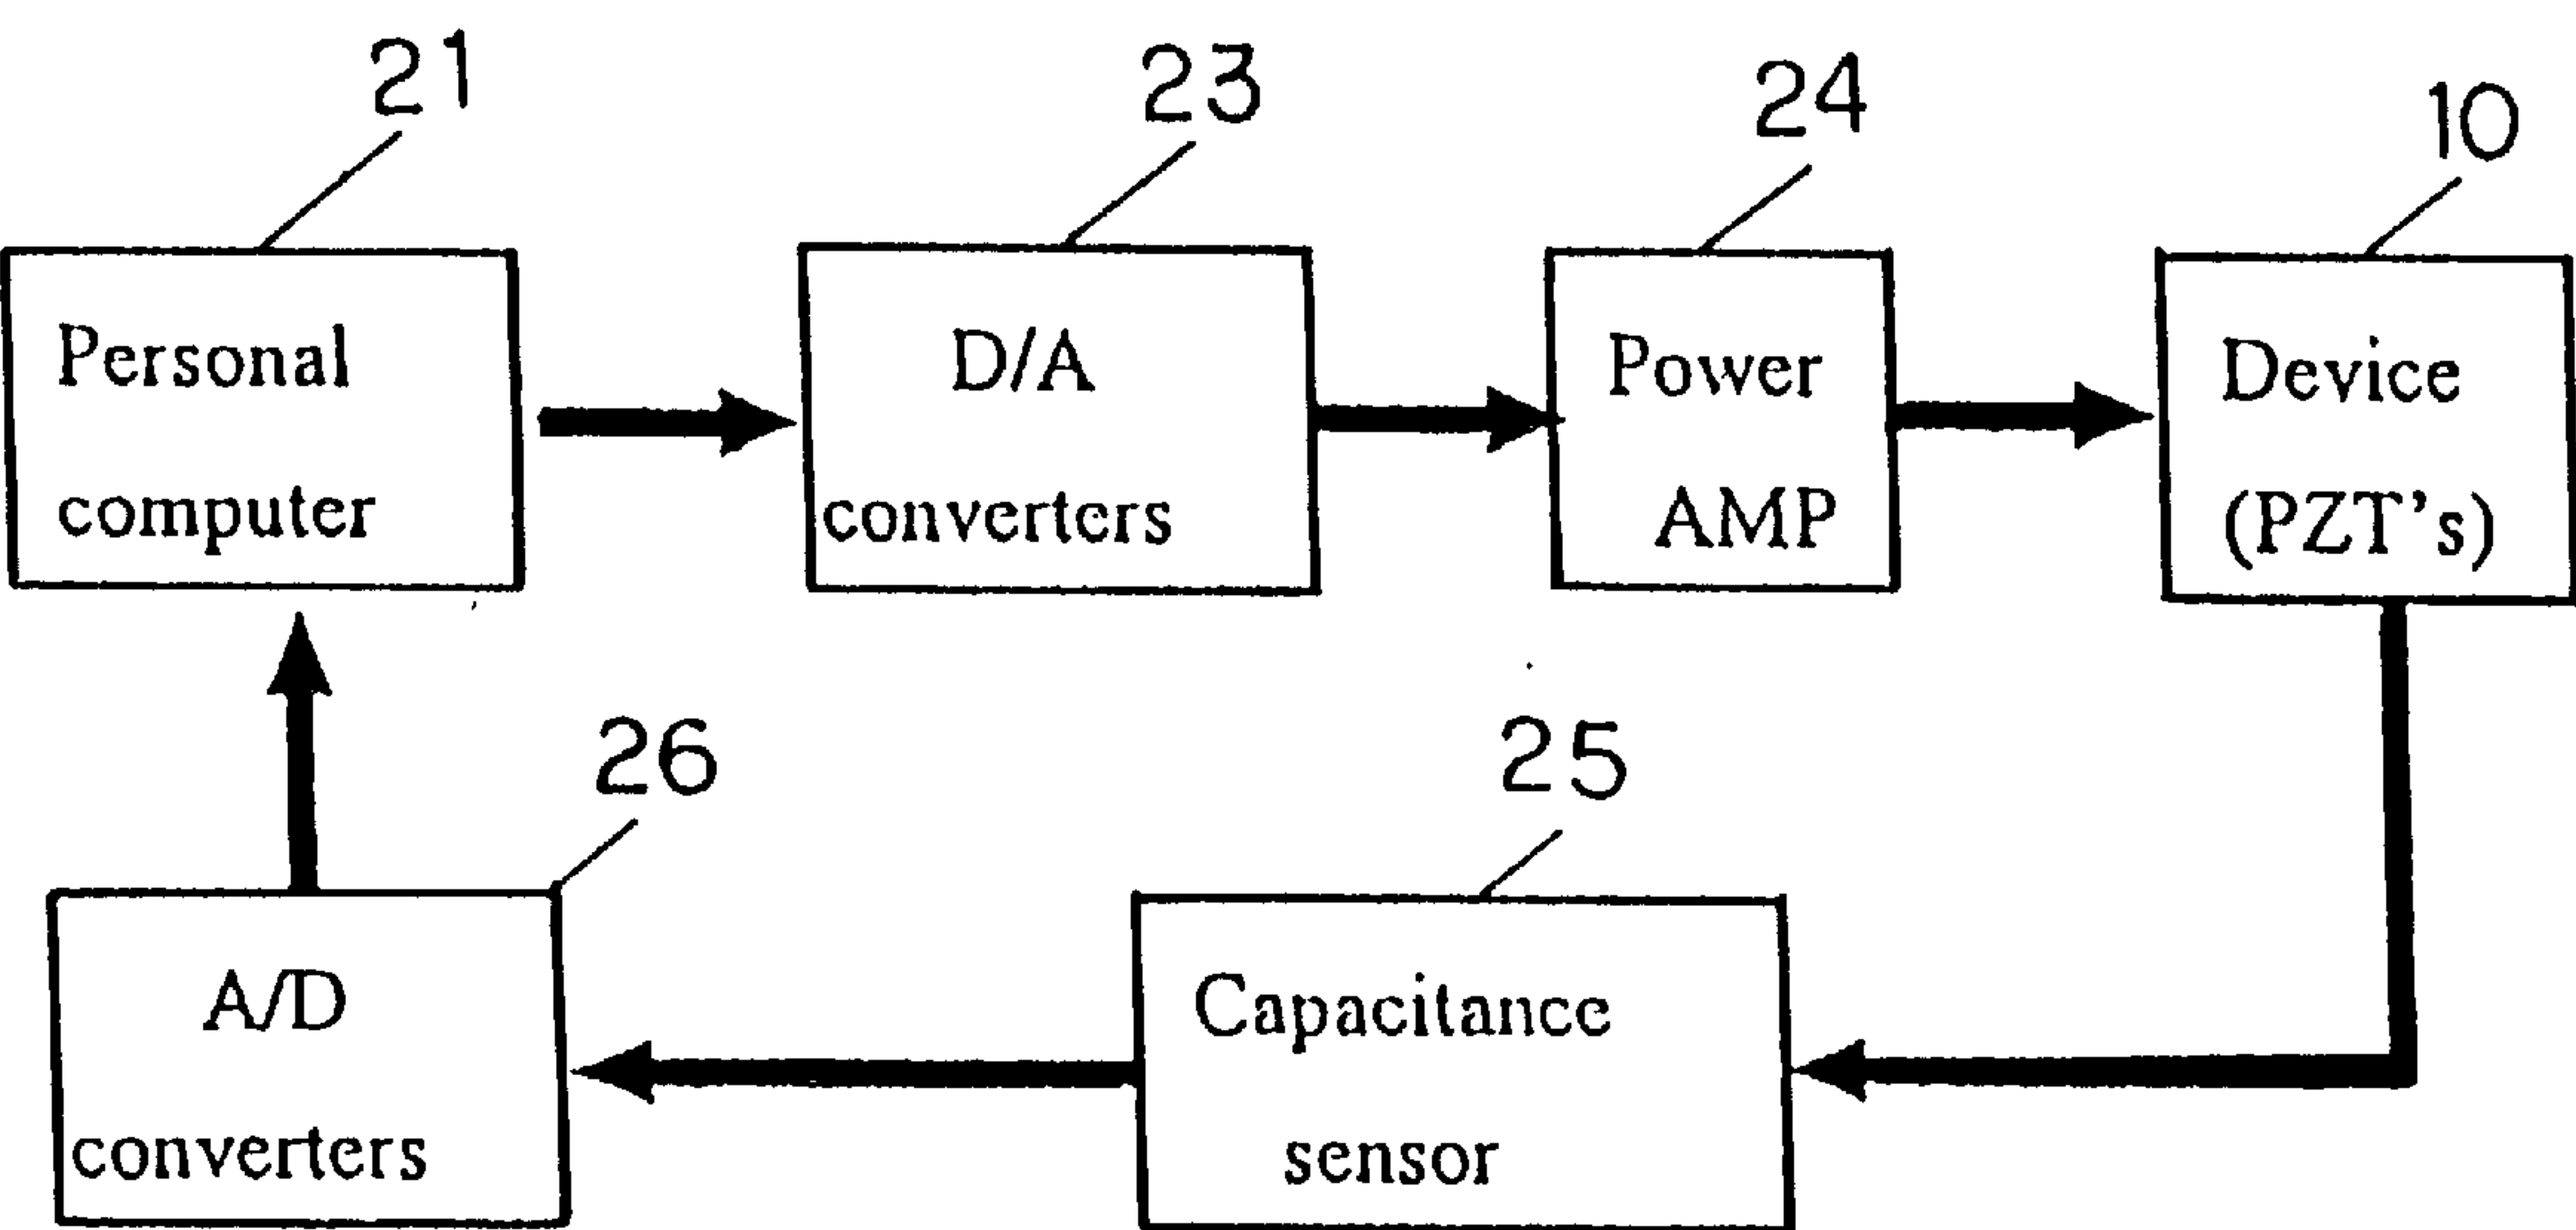 21
23
24
10
Personal
computer
D/A
converters
Power
AMP
Device
(PZT's)
26
25
A/D
converters
Capacitance
sensor